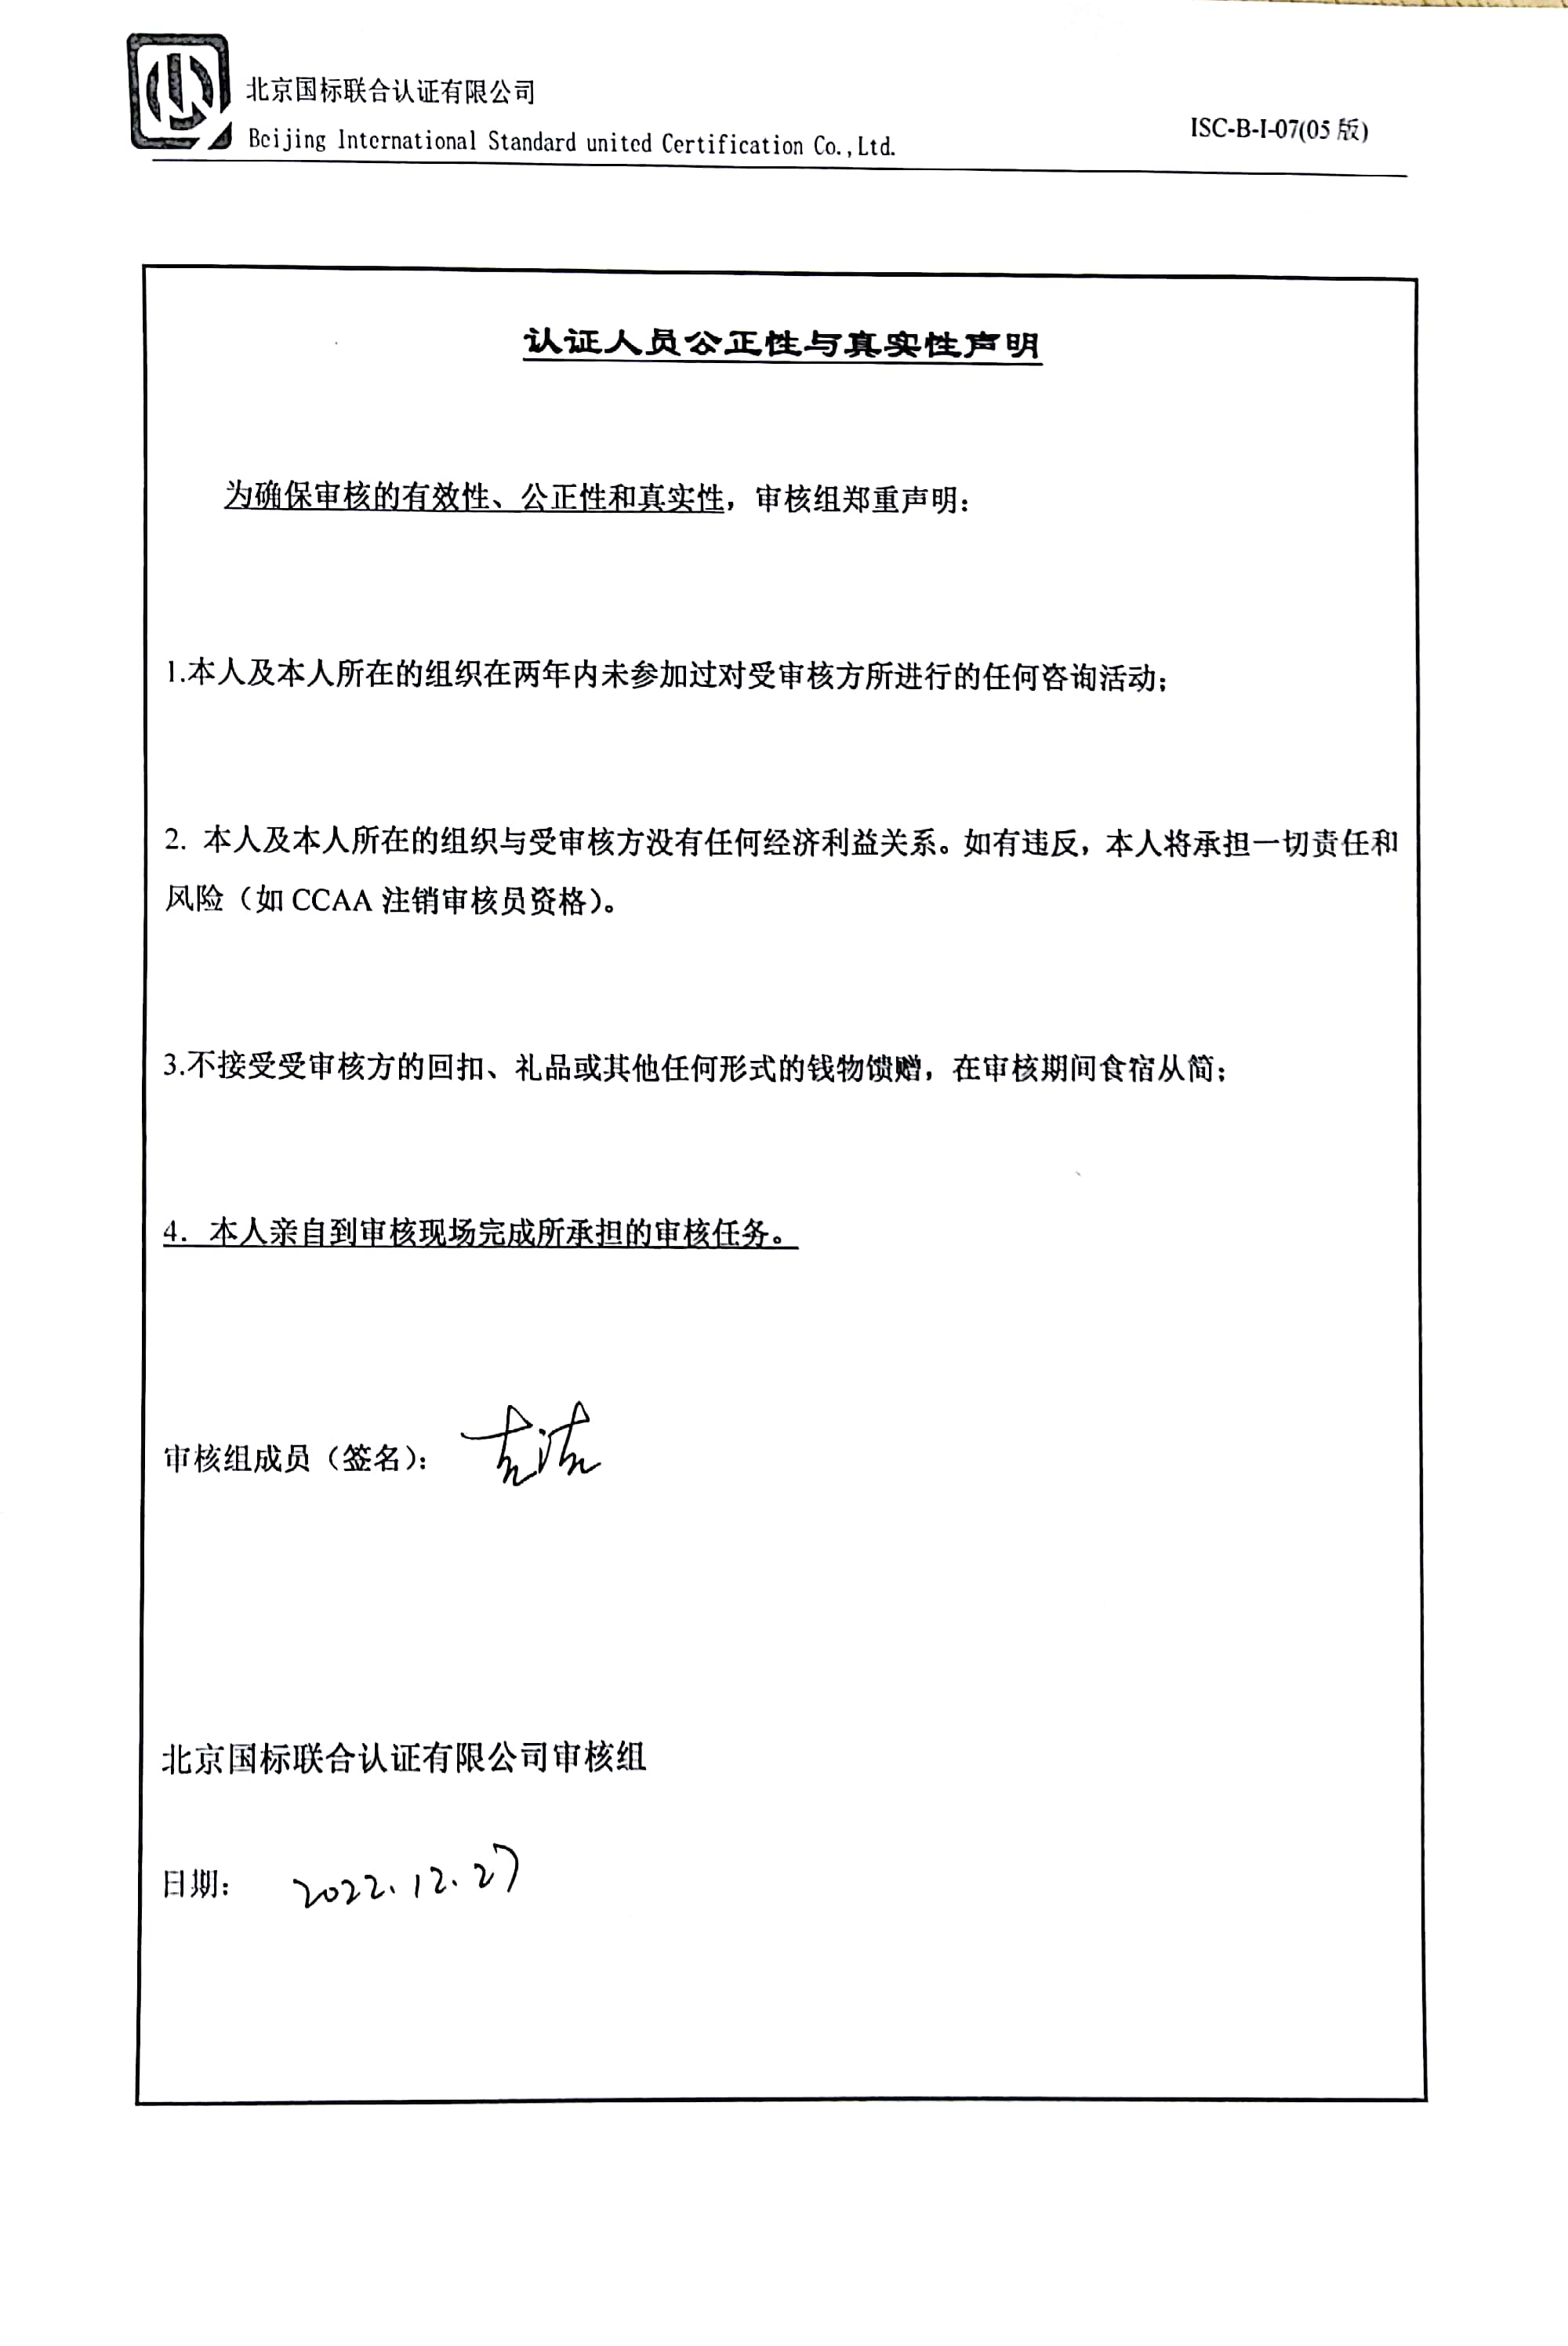 北京国标联合认证有限公司
Beijing International Standard united Certification Co.,Ltd.
ISC-B-I-07(05 版)
认证人员公正性与真实性声明
为确保审核的有效性、公正性和真实性，审核组郑重声明：
1.本人及本人所在的组织在两年内未参加过对受审核方所进行的任何咨询活动；
2. 本人及本人所在的组织与受审核方没有任何经济利益关系。如有违反，本人将承担一切责任和
风险（如 CCAA 注销审核员资格）。
3.不接受受审核方的回扣、礼品或其他任何形式的钱物馈赠，在审核期间食宿从简；
4. 本人亲自到审核现场完成所承担的审核任务。
审核组成员（签名）：
北京国标联合认证有限公司审核组
日期： 2022.12.27